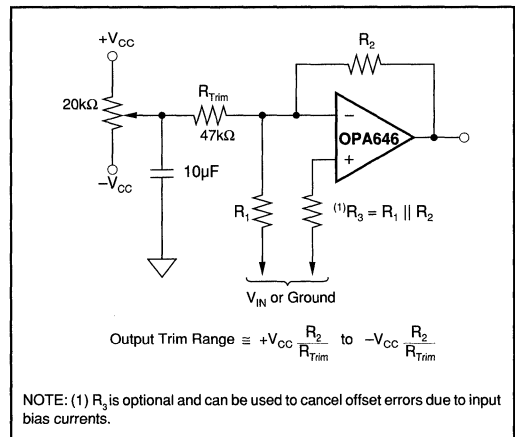 +VCC
R2
RTrim
20kΩ
47kΩ
−
OPA646
+
−VCC
10µF
R1
(1)R3 = R1 || R2
VIN or Ground
Output Trim Range ≅ +VCC R2/RTrim to −VCC R2/RTrim
NOTE: (1) R3 is optional and can be used to cancel offset errors due to input
bias currents.